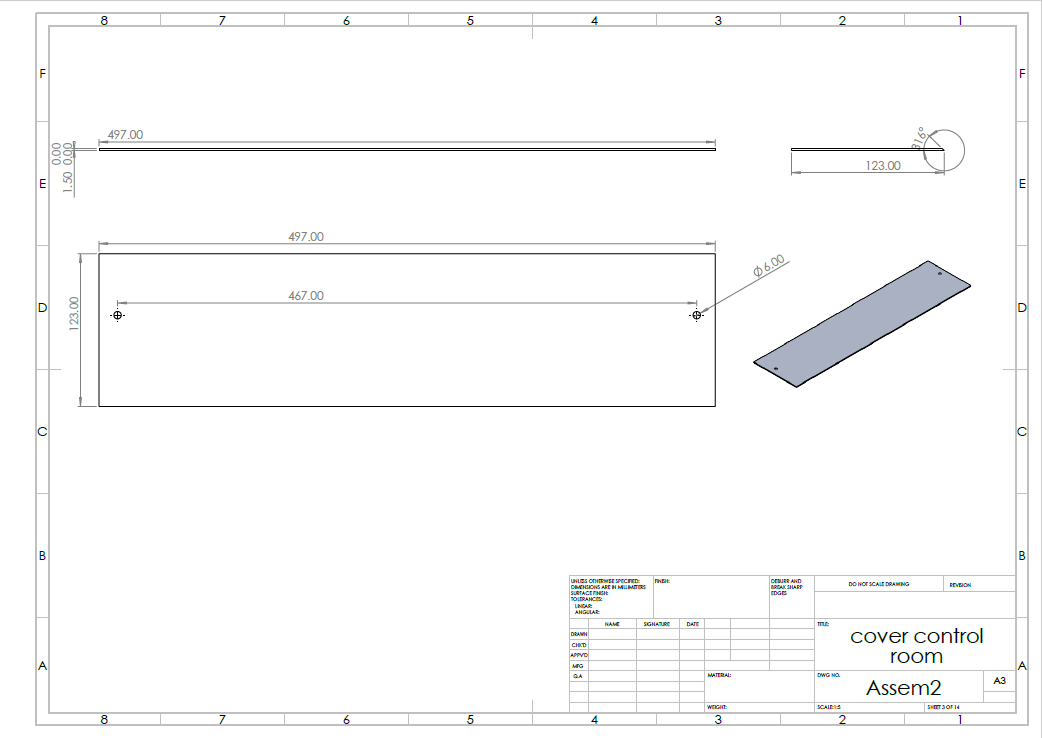 8 7 6 5 4 3 2 1
F F
497.00
316°
0.00
0.00
123.00
1.50
E E
497.00
Ø6.00
467.00
123.00
D D
C C
B B
UNLESS OTHERWISE SPECIFIED:
DIMENSIONS ARE IN MILLIMETERS
SURFACE FINISH:
TOLERANCES:
LINEAR:
ANGULAR:
FINISH:
DEBURR AND
BREAK SHARP
EDGES
DO NOT SCALE DRAWING
REVISION
NAME SIGNATURE DATE
DRAWN
CHK'D
APPV'D
MFG
Q.A
TITLE:
cover control
room
MATERIAL:
DWG NO.
Assem2
A3
WEIGHT:
SCALE:1:5
SHEET 3 OF 14
A A
8 7 6 5 4 3 2 1